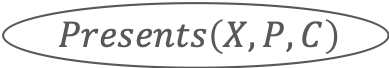 Presents(X, P, C)